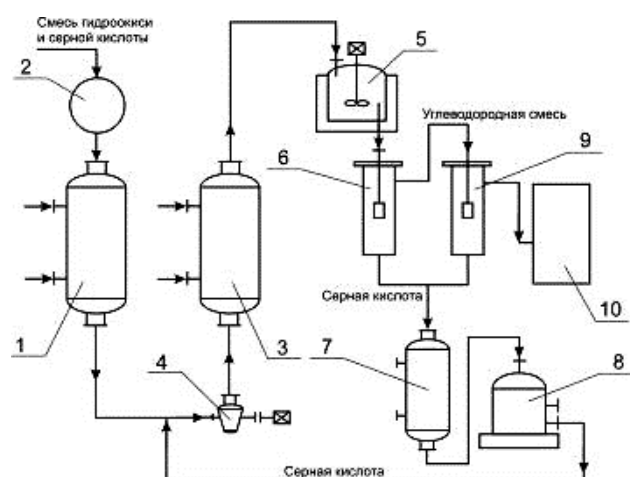 Смесь гидроокиси
и серной кислоты
2
5
Углеводородная смесь
6
9
Серная кислота
10
1
3
7
4
8
Серная кислота